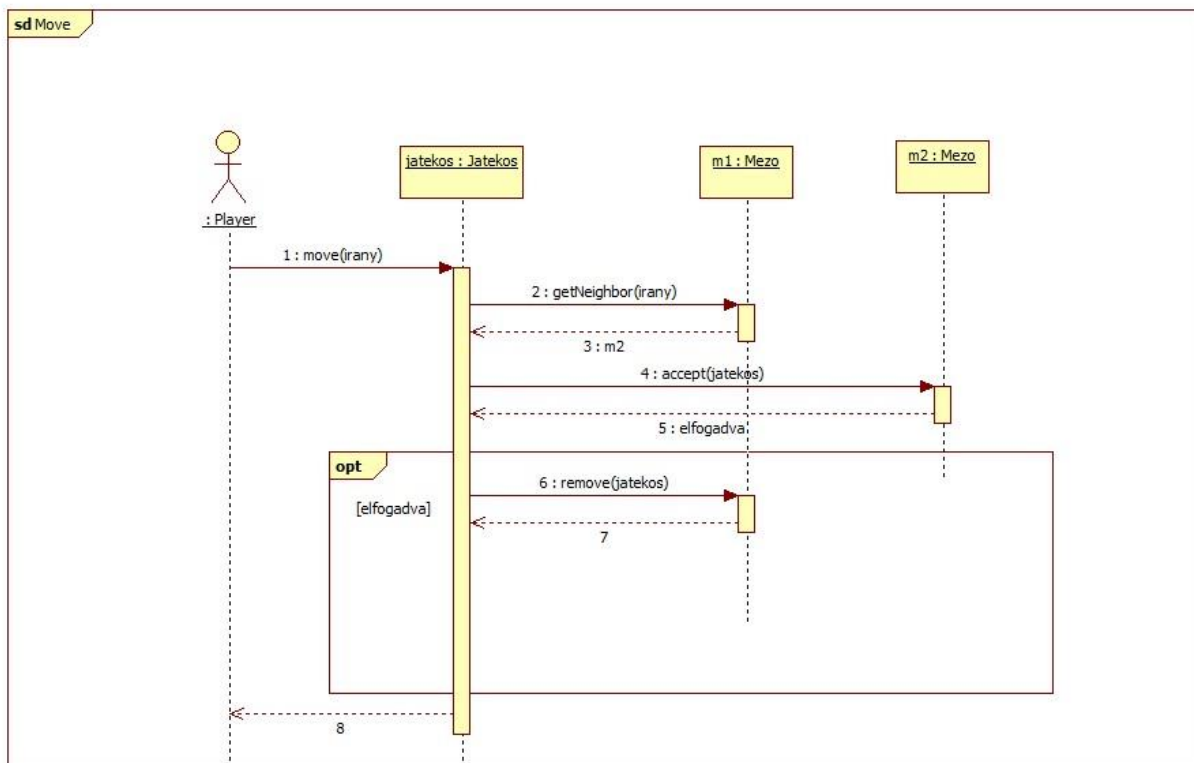 sd Move
: Player
jatekos : Jatekos
m1 : Mezo
m2 : Mezo
1 : move(irany)
2 : getNeighbor(irany)
3 : m2
4 : accept(jatekos)
5 : elfogadva
opt
[elfogadva]
6 : remove(jatekos)
7
8